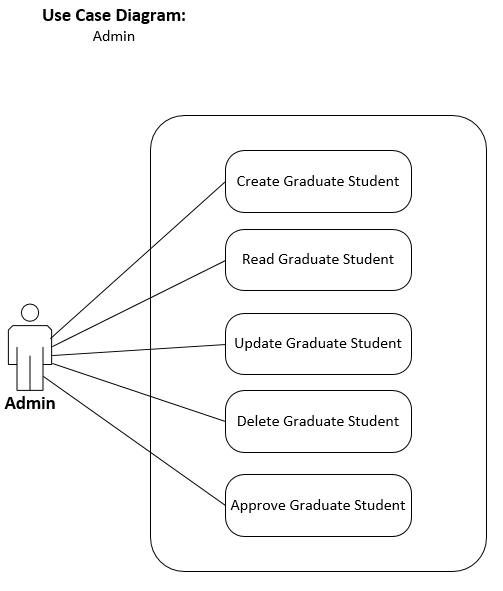 Use Case Diagram:
Admin
Create Graduate Student
Read Graduate Student
Update Graduate Student
Admin
Delete Graduate Student
Approve Graduate Student